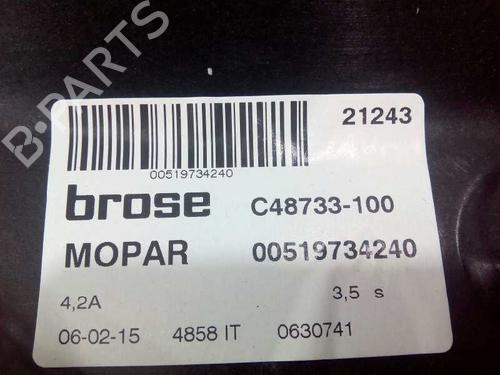 B-PARTS
21243
00519734240
brose C48733-100
MOPAR 00519734240
4,2A 3,5 s
06-02-15 4858 IT 0630741